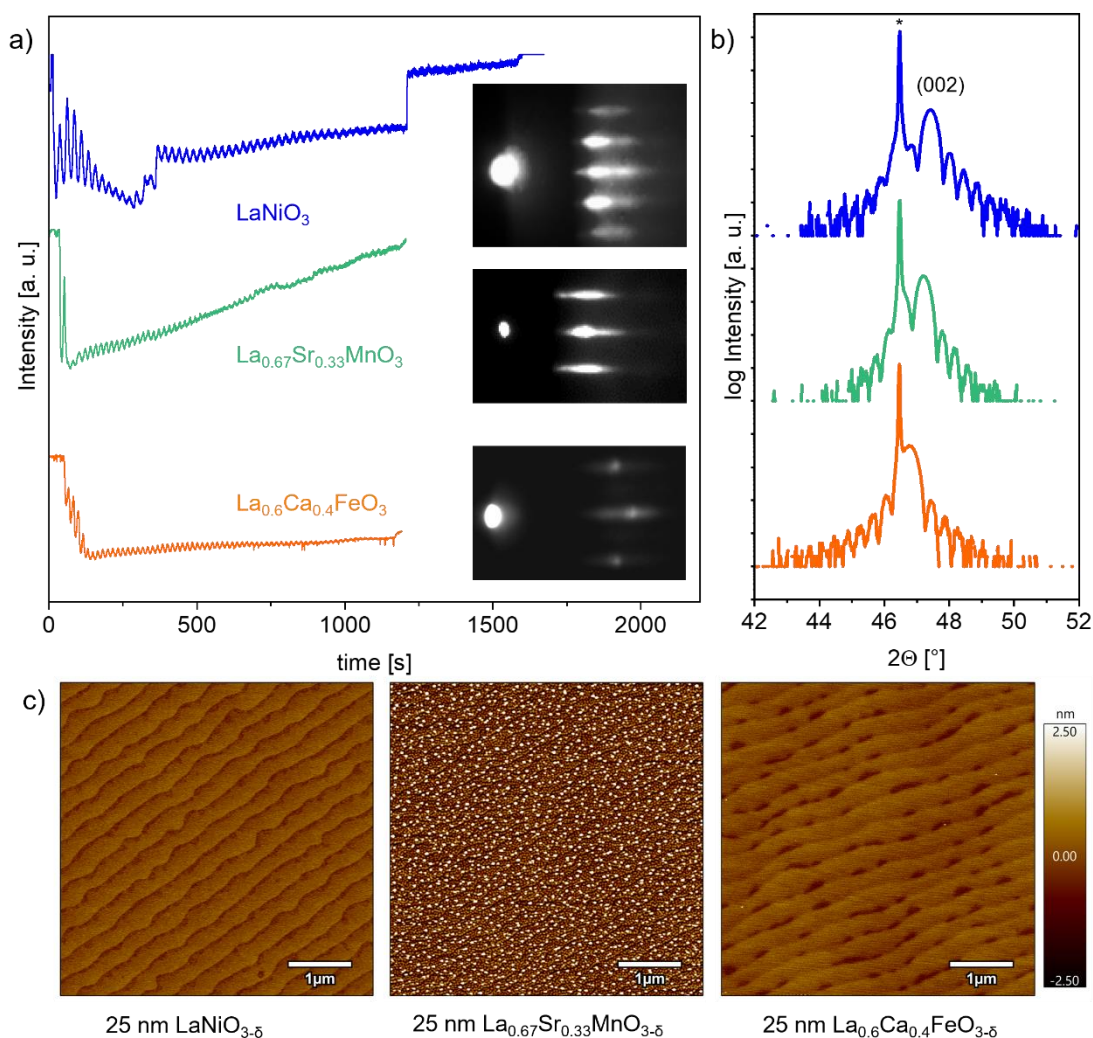 a)
Intensity [a. u.]
LaNiO₃
La₀.₆₇Sr₀.₃₃MnO₃
La₀.₆Ca₀.₄FeO₃
0 500 1000 1500 2000
time [s]
b)
log Intensity [a. u.]
*
(002)
42 44 46 48 50 52
2Θ [°]
c)
1µm
1µm
1µm
nm
2.50
0.00
-2.50
25 nm LaNiO₃₋δ
25 nm La₀.₆₇Sr₀.₃₃MnO₃₋δ
25 nm La₀.₆Ca₀.₄FeO₃₋δ